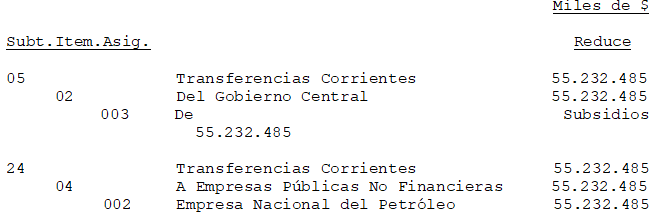 Miles de $
Subt.Item.Asig. Reduce
05 Transferencias Corrientes 55.232.485
02 Del Gobierno Central 55.232.485
003 De Subsidios
55.232.485
24 Transferencias Corrientes 55.232.485
04 A Empresas Públicas No Financieras 55.232.485
002 Empresa Nacional del Petróleo 55.232.485